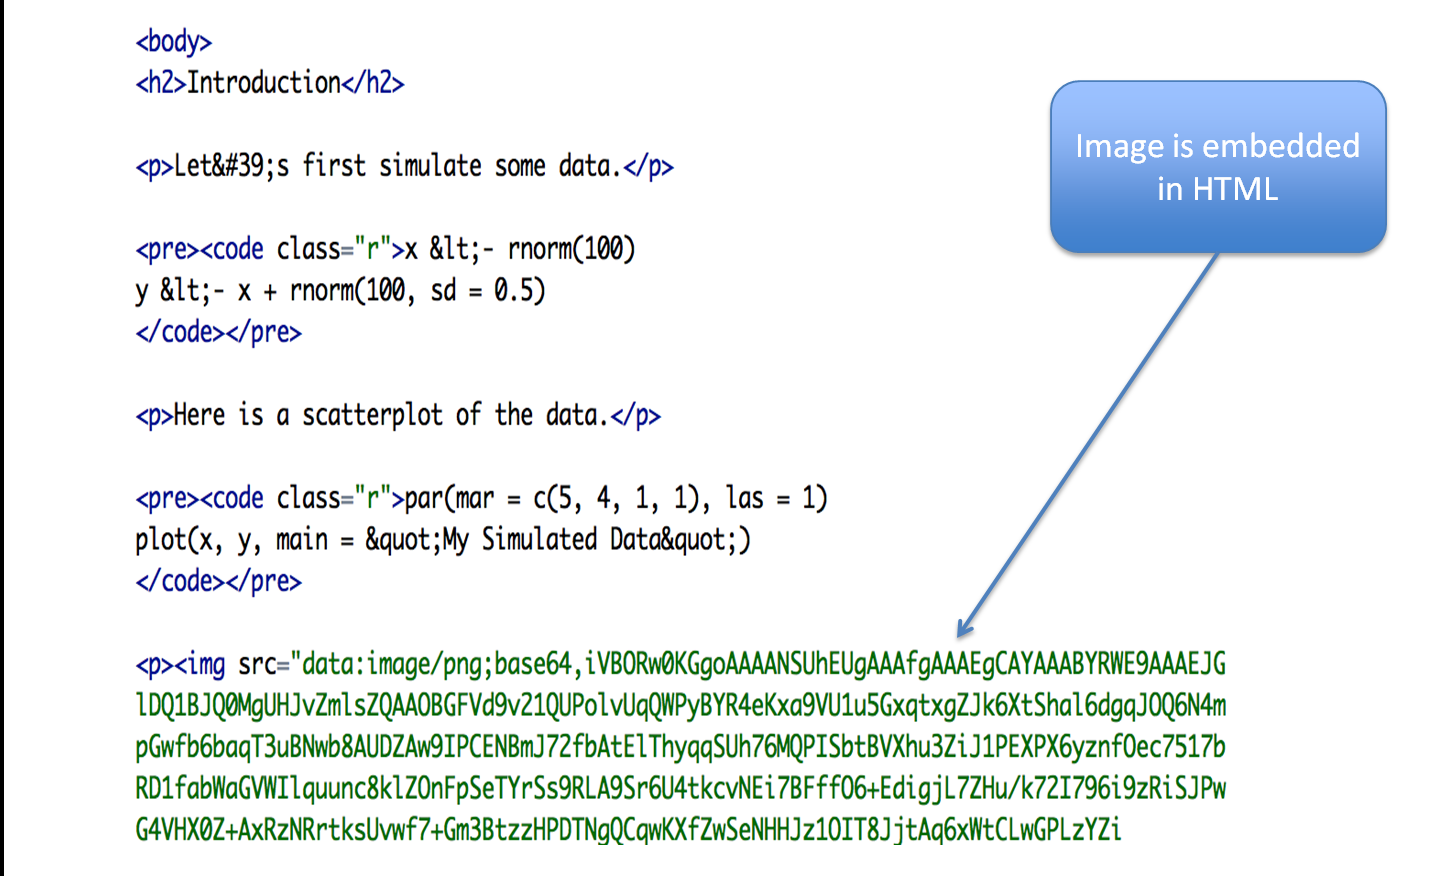 <body>
<h2>Introduction</h2>
<p>Let&#39;s first simulate some data.</p>
<pre><code class="r">x &lt;- rnorm(100)
y &lt;- x + rnorm(100, sd = 0.5)
</code></pre>
<p>Here is a scatterplot of the data.</p>
<pre><code class="r">par(mar = c(5, 4, 1, 1), las = 1)
plot(x, y, main = &quot;My Simulated Data&quot;)
</code></pre>
<p><img src="data:image/png;base64,iVBORw0KGgoAAAANSUhEUgAAAfgAAAEgCAYAAABYRWE9AAAEJG
lDQ1BJQ0MgUHJvZmlsZQAAOBGFVd9v21QUPolvUqQWPyBYR4eKxa9VU1u5GxqtxgZJk6XtShal6dgqJOQ6N4m
pGwfb6baqT3uBNwb8AUDZAw9IPCENBmJ72fbAtElThyqqSUh76MQPISbtBVXhu3ZiJ1PEXPX6yznfOec7517b
RD1fabWaGVWIlquunc8klZOnFpSeTYrSs9RLA9Sr6U4tkcvNEi7BFffO6+EdigjL7ZHu/k72I796i9zRiSJPw
G4VHX0Z+AxRzNRrtksUvwf7+Gm3BtzzHPDTNgQCqwKXfZwSeNHHJz1OIT8JjtAq6xWtCLwGPLzYZi
Image is embedded
in HTML